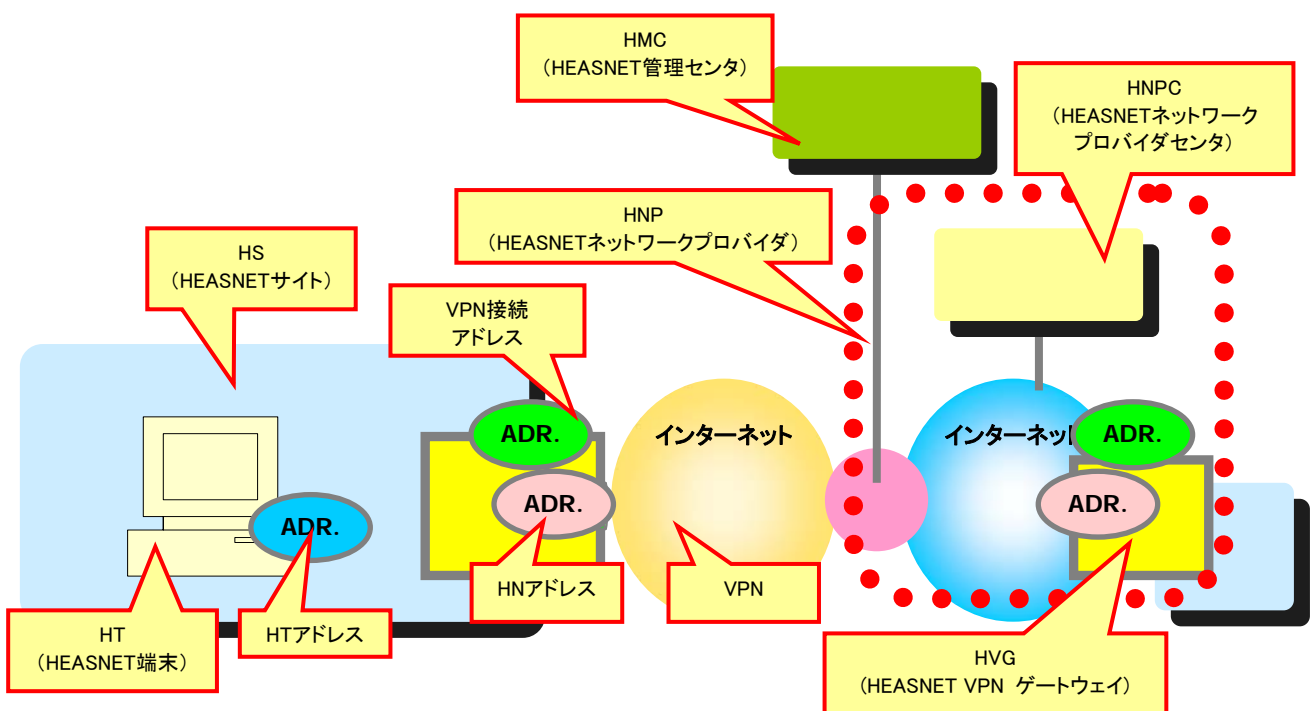 HMC
（HEASNET管理センタ）
HNPC
（HEASNETネットワーク
プロバイダセンタ）
HNP
（HEASNETネットワークプロバイダ）
HS
（HEASNETサイト）
VPN接続
アドレス
ADR.
インターネット
インターネット
ADR.
ADR.
ADR.
ADR.
HNアドレス
VPN
HT
（HEASNET端末）
HTアドレス
HVG
（HEASNET VPN ゲートウェイ）